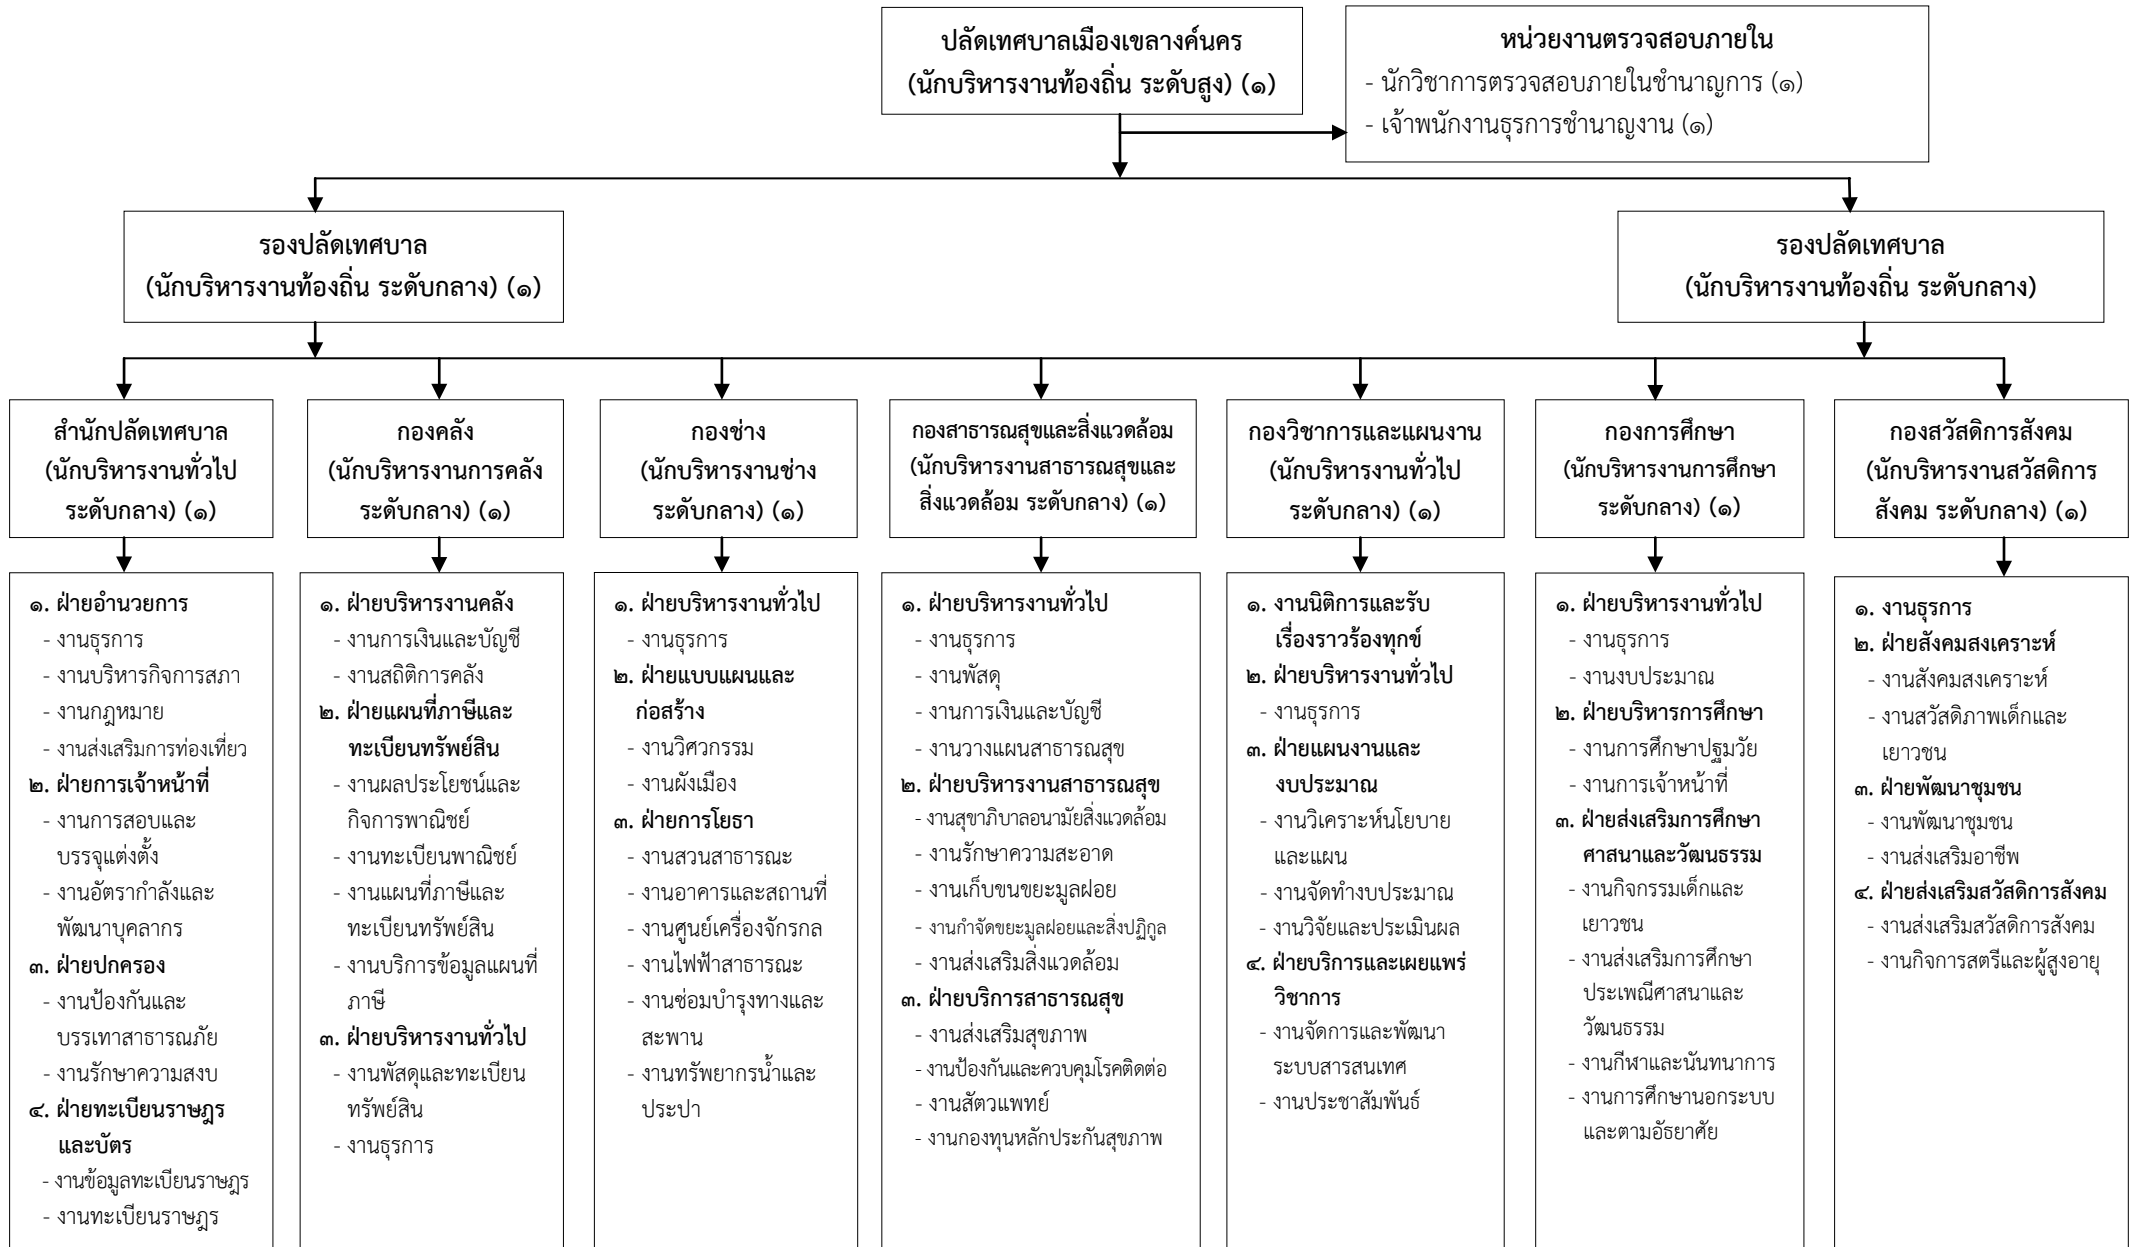 ปลัดเทศบาลเมืองเขลางค์นคร
(นักบริหารงานท้องถิ่น ระดับสูง) (๑)
หน่วยงานตรวจสอบภายใน
- นักวิชาการตรวจสอบภายในชำนาญการ (๑)
- เจ้าพนักงานธุรการชำนาญงาน (๑)
รองปลัดเทศบาล
(นักบริหารงานท้องถิ่น ระดับกลาง) (๑)
รองปลัดเทศบาล
(นักบริหารงานท้องถิ่น ระดับกลาง)
สำนักปลัดเทศบาล
(นักบริหารงานทั่วไป
ระดับกลาง) (๑)
กองคลัง
(นักบริหารงานการคลัง
ระดับกลาง) (๑)
กองช่าง
(นักบริหารงานช่าง
ระดับกลาง) (๑)
กองสาธารณสุขและสิ่งแวดล้อม
(นักบริหารงานสาธารณสุขและ
สิ่งแวดล้อม ระดับกลาง) (๑)
กองวิชาการและแผนงาน
(นักบริหารงานทั่วไป
ระดับกลาง) (๑)
กองการศึกษา
(นักบริหารงานการศึกษา
ระดับกลาง) (๑)
กองสวัสดิการสังคม
(นักบริหารงานสวัสดิการ
สังคม ระดับกลาง) (๑)
๑. ฝ่ายอำนวยการ
- งานธุรการ
- งานบริหารกิจการสภา
- งานกฎหมาย
- งานส่งเสริมการท่องเที่ยว
๒. ฝ่ายการเจ้าหน้าที่
- งานการสอบและ
บรรจุแต่งตั้ง
- งานอัตรากำลังและ
พัฒนาบุคลากร
๓. ฝ่ายปกครอง
- งานป้องกันและ
บรรเทาสาธารณภัย
- งานรักษาความสงบ
๔. ฝ่ายทะเบียนราษฎร
และบัตร
- งานข้อมูลทะเบียนราษฎร
- งานทะเบียนราษฎร
๑. ฝ่ายบริหารงานคลัง
- งานการเงินและบัญชี
- งานสถิติการคลัง
๒. ฝ่ายแผนที่ภาษีและ
ทะเบียนทรัพย์สิน
- งานผลประโยชน์และ
กิจการพาณิชย์
- งานทะเบียนพาณิชย์
- งานแผนที่ภาษีและ
ทะเบียนทรัพย์สิน
- งานบริการข้อมูลแผนที่
ภาษี
๓. ฝ่ายบริหารงานทั่วไป
- งานพัสดุและทะเบียน
ทรัพย์สิน
- งานธุรการ
๑. ฝ่ายบริหารงานทั่วไป
- งานธุรการ
๒. ฝ่ายแบบแผนและ
ก่อสร้าง
- งานวิศวกรรม
- งานผังเมือง
๓. ฝ่ายการโยธา
- งานสวนสาธารณะ
- งานอาคารและสถานที่
- งานศูนย์เครื่องจักรกล
- งานไฟฟ้าสาธารณะ
- งานซ่อมบำรุงทางและ
สะพาน
- งานทรัพยากรน้ำและ
ประปา
๑. ฝ่ายบริหารงานทั่วไป
- งานธุรการ
- งานพัสดุ
- งานการเงินและบัญชี
- งานวางแผนสาธารณสุข
๒. ฝ่ายบริหารงานสาธารณสุข
- งานสุขาภิบาลอนามัยสิ่งแวดล้อม
- งานรักษาความสะอาด
- งานเก็บขนขยะมูลฝอย
- งานกำจัดขยะมูลฝอยและสิ่งปฏิกูล
- งานส่งเสริมสิ่งแวดล้อม
๓. ฝ่ายบริการสาธารณสุข
- งานส่งเสริมสุขภาพ
- งานป้องกันและควบคุมโรคติดต่อ
- งานสัตวแพทย์
- งานกองทุนหลักประกันสุขภาพ
๑. งานนิติการและรับ
เรื่องราวร้องทุกข์
๒. ฝ่ายบริหารงานทั่วไป
- งานธุรการ
๓. ฝ่ายแผนงานและ
งบประมาณ
- งานวิเคราะห์นโยบาย
และแผน
- งานจัดทำงบประมาณ
- งานวิจัยและประเมินผล
๔. ฝ่ายบริการและเผยแพร่
วิชาการ
- งานจัดการและพัฒนา
ระบบสารสนเทศ
- งานประชาสัมพันธ์
๑. ฝ่ายบริหารงานทั่วไป
- งานธุรการ
- งานงบประมาณ
๒. ฝ่ายบริหารการศึกษา
- งานการศึกษาปฐมวัย
- งานการเจ้าหน้าที่
๓. ฝ่ายส่งเสริมการศึกษา
ศาสนาและวัฒนธรรม
- งานกิจกรรมเด็กและ
เยาวชน
- งานส่งเสริมการศึกษา
ประเพณีศาสนาและ
วัฒนธรรม
- งานกีฬาและนันทนาการ
- งานการศึกษานอกระบบ
และตามอัธยาศัย
๑. งานธุรการ
๒. ฝ่ายสังคมสงเคราะห์
- งานสังคมสงเคราะห์
- งานสวัสดิภาพเด็กและ
เยาวชน
๓. ฝ่ายพัฒนาชุมชน
- งานพัฒนาชุมชน
- งานส่งเสริมอาชีพ
๔. ฝ่ายส่งเสริมสวัสดิการสังคม
- งานส่งเสริมสวัสดิการสังคม
- งานกิจการสตรีและผู้สูงอายุ